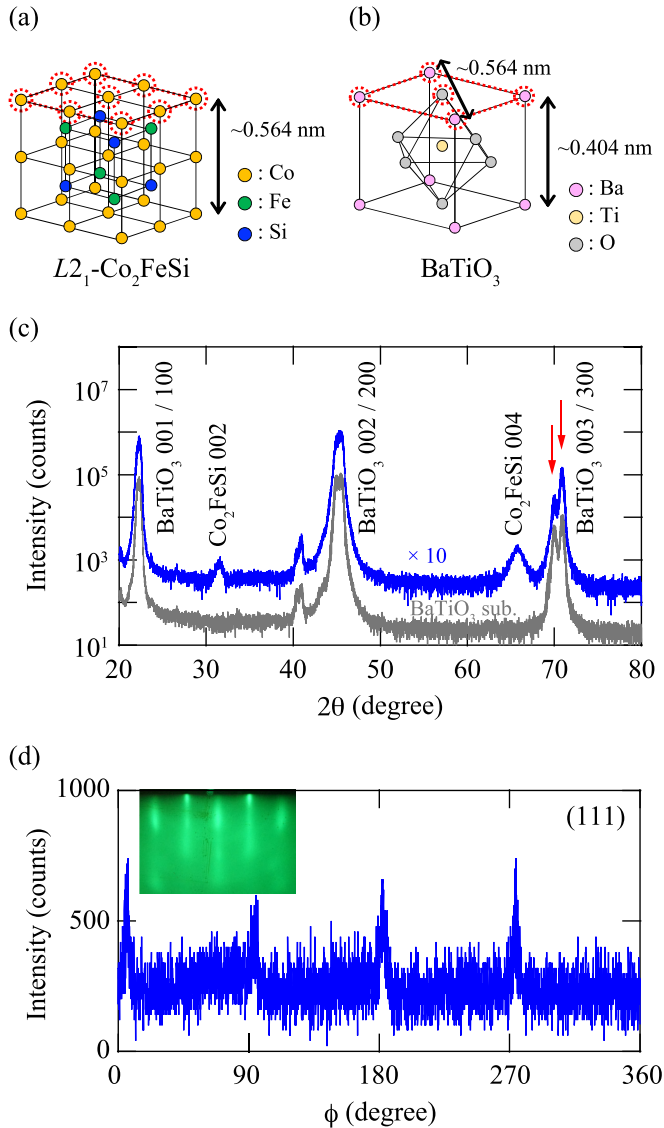 (a)
(b)
~0.564 nm
~0.564 nm
~0.404 nm
: Co
: Fe
: Si
: Ba
: Ti
: O
L2₁-Co₂FeSi
BaTiO₃
(c)
Intensity (counts)
10⁷
10⁵
10³
10¹
BaTiO₃ 001 / 100
Co₂FeSi 002
BaTiO₃ 002 / 200
Co₂FeSi 004
BaTiO₃ 003 / 300
× 10
BaTiO₃ sub.
20 30 40 50 60 70 80
2θ (degree)
(d)
Intensity (counts)
1000
500
0
(111)
0 90 180 270 360
ϕ (degree)